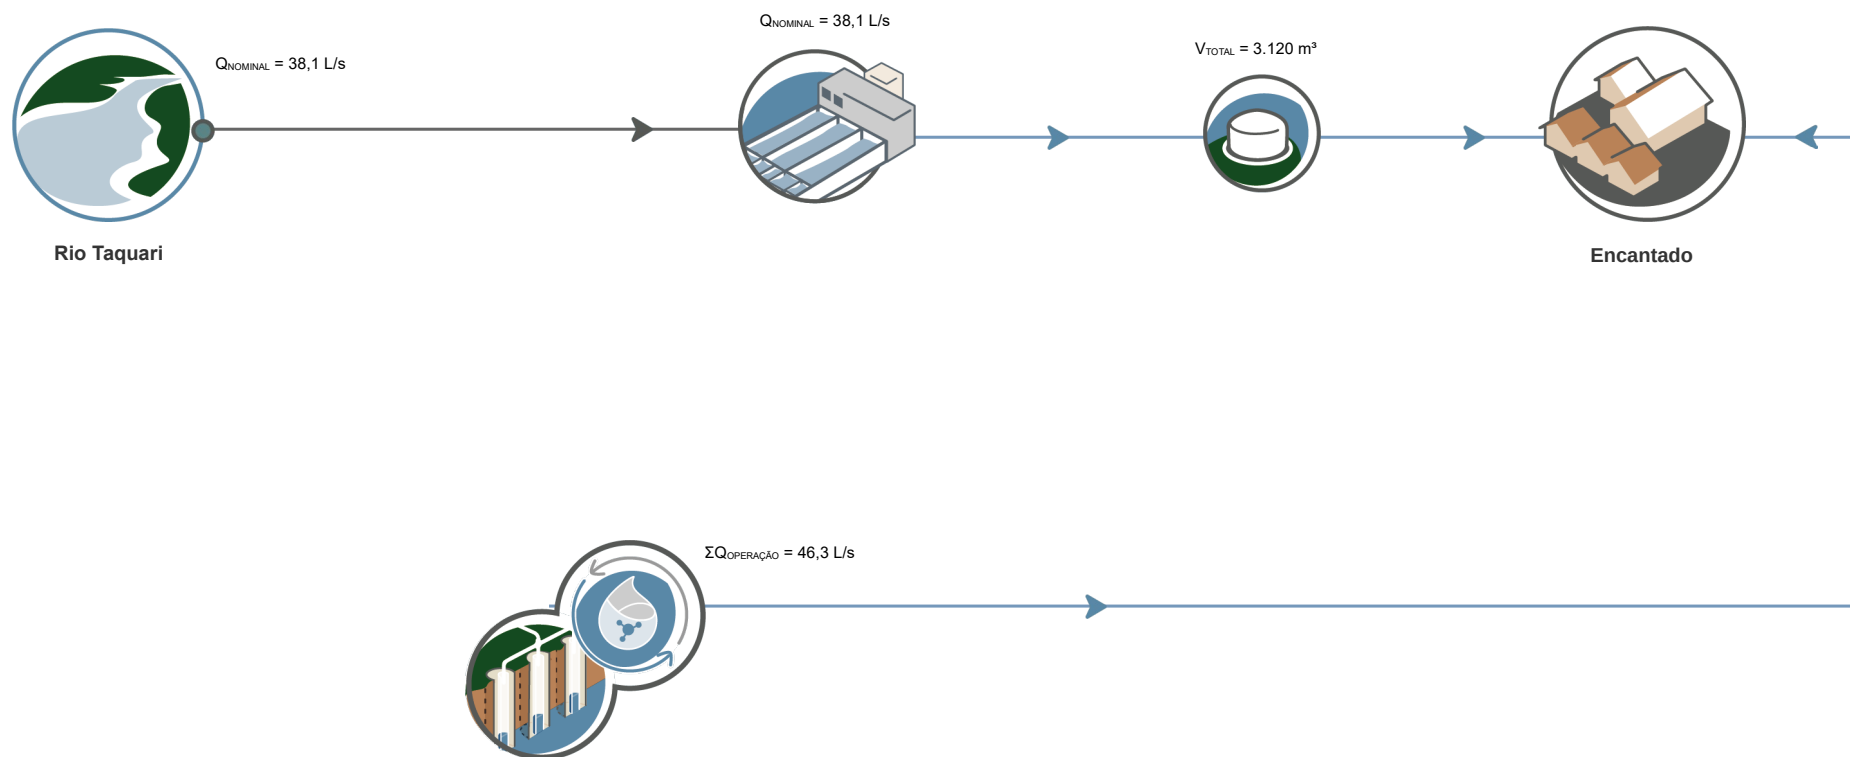 QNOMINAL = 38,1 L/s
QNOMINAL = 38,1 L/s
VTOTAL = 3.120 m³
Rio Taquari
Encantado
ΣQOPERAÇÃO = 46,3 L/s